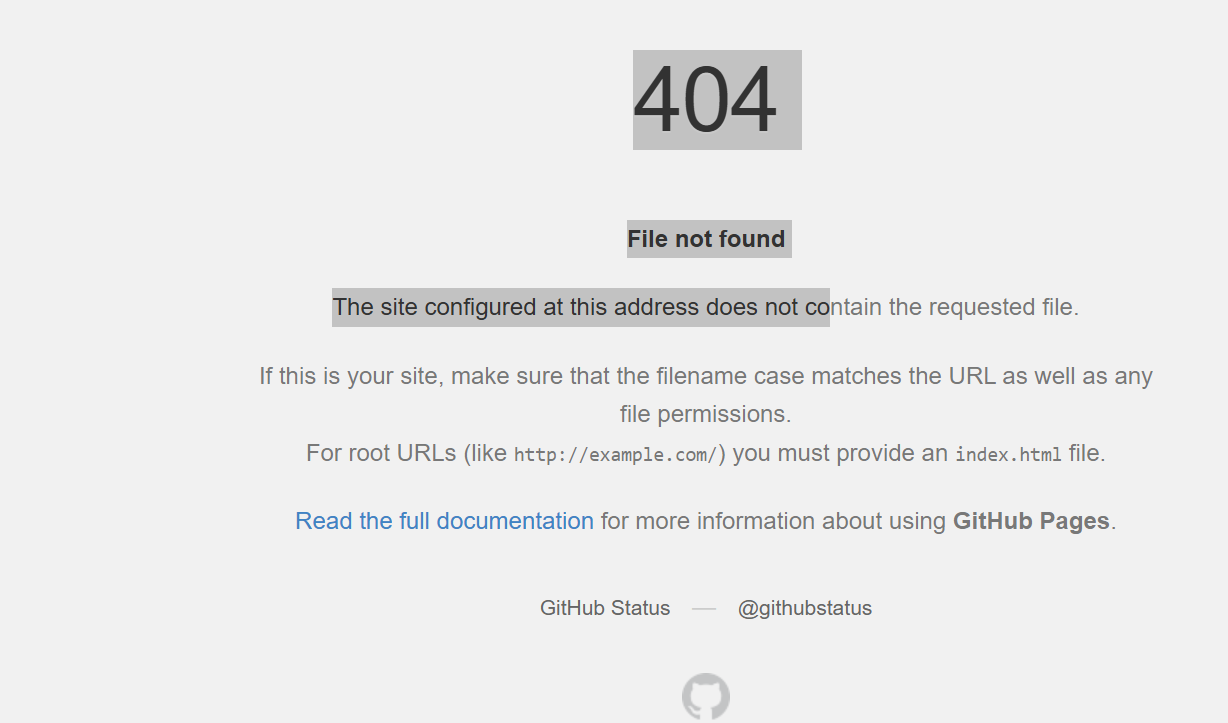 404
File not found
The site configured at this address does not contain the requested file.
If this is your site, make sure that the filename case matches the URL as well as any
file permissions.
For root URLs (like http://example.com/) you must provide an index.html file.
Read the full documentation for more information about using GitHub Pages.
GitHub Status — @githubstatus